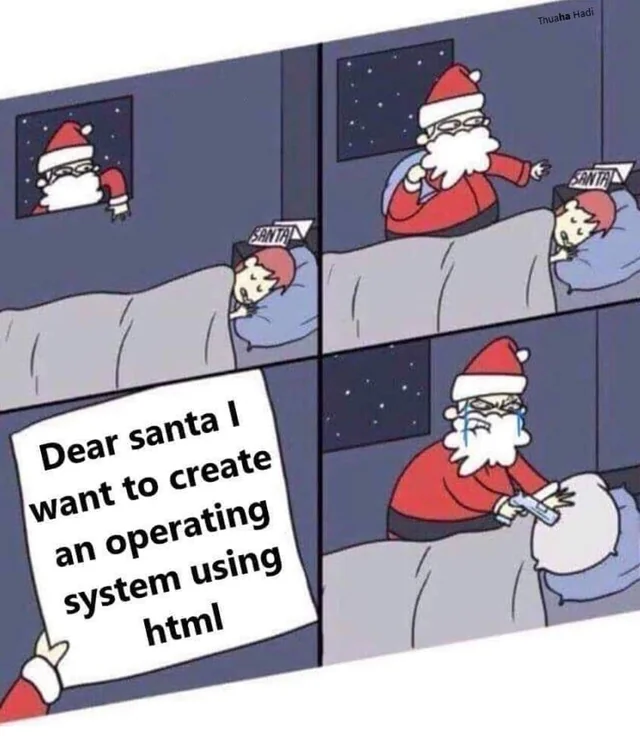 Thuaha Hadi
SANTA
SANTA
Dear santa I
want to create
an operating
system using
html